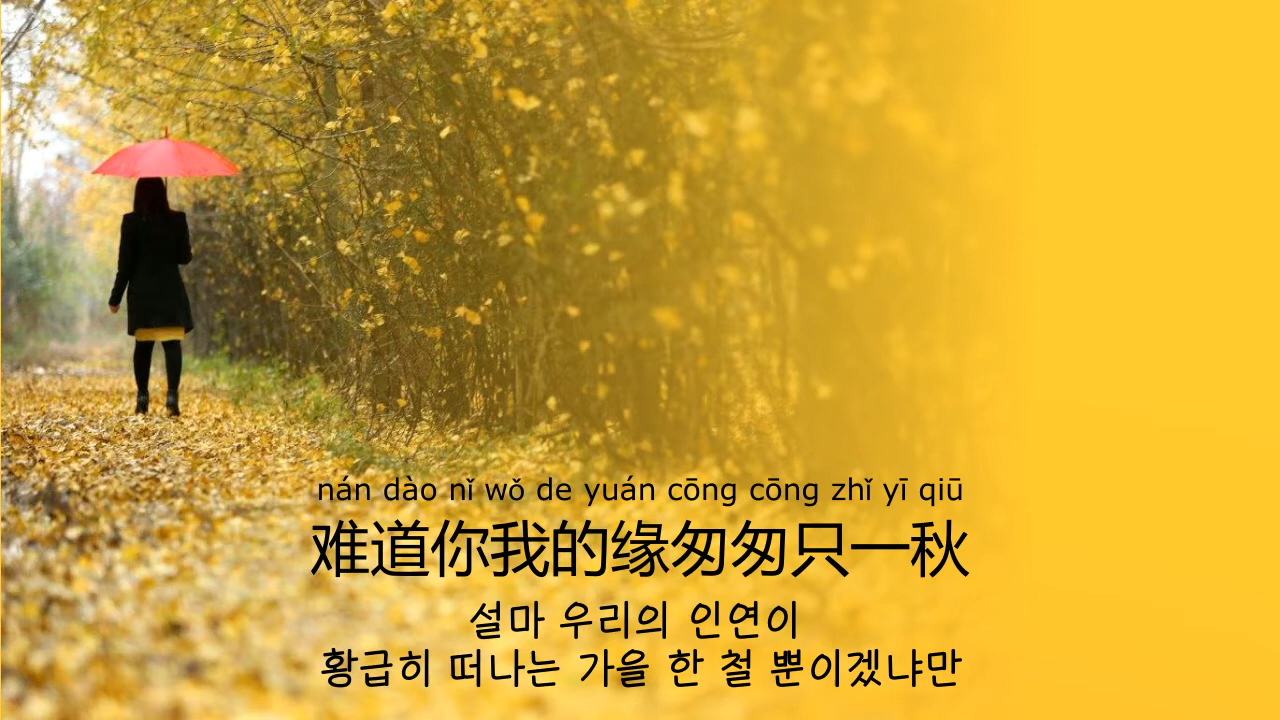 nán dào nǐ wǒ de yuán cōng cōng zhǐ yī qiū
难道你我的缘匆匆只一秋
설마 우리의 인연이
황급히 떠나는 가을 한 철 뿐이겠냐만